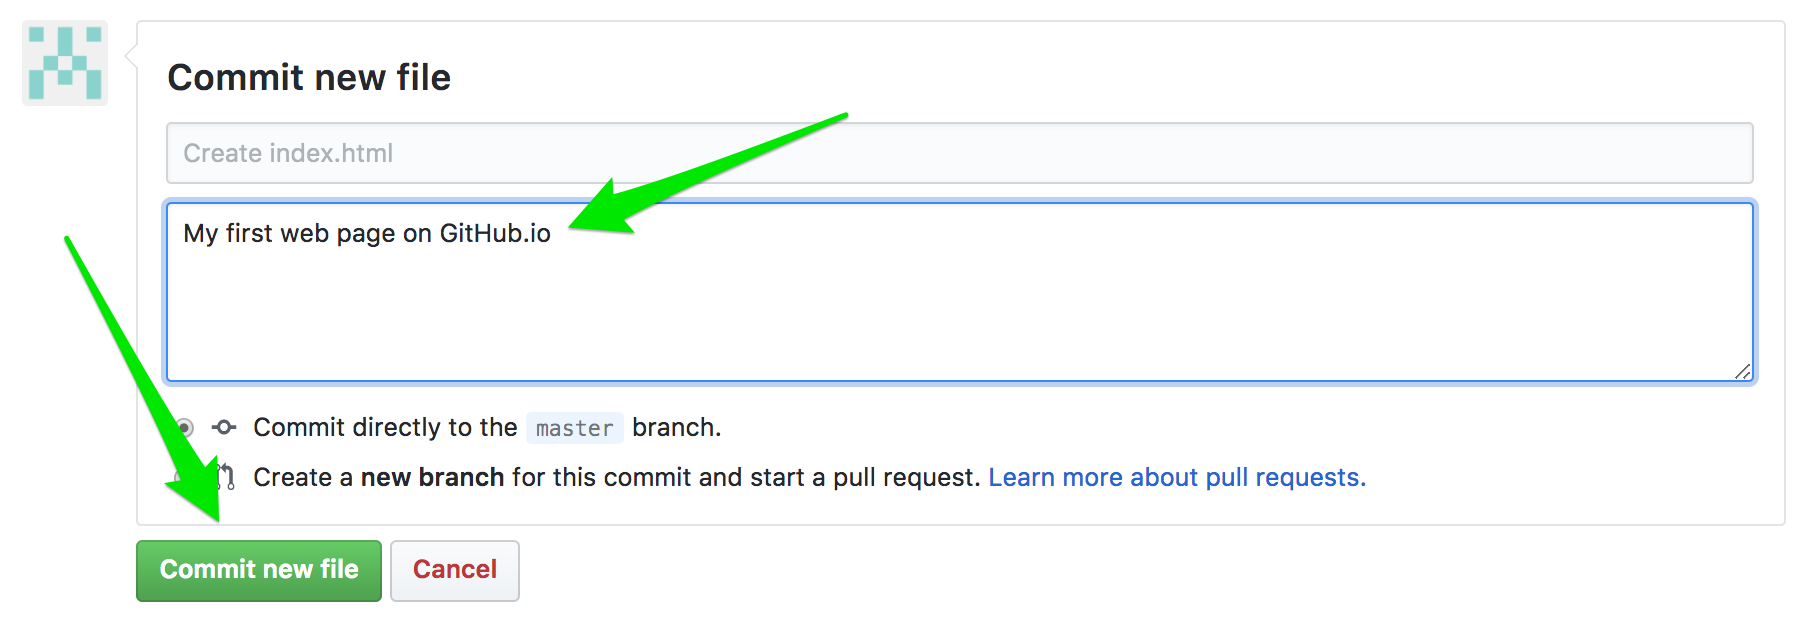 Commit new file
Create index.html
My first web page on GitHub.io
Commit directly to the master branch.
Create a new branch for this commit and start a pull request. Learn more about pull requests.
Commit new file
Cancel